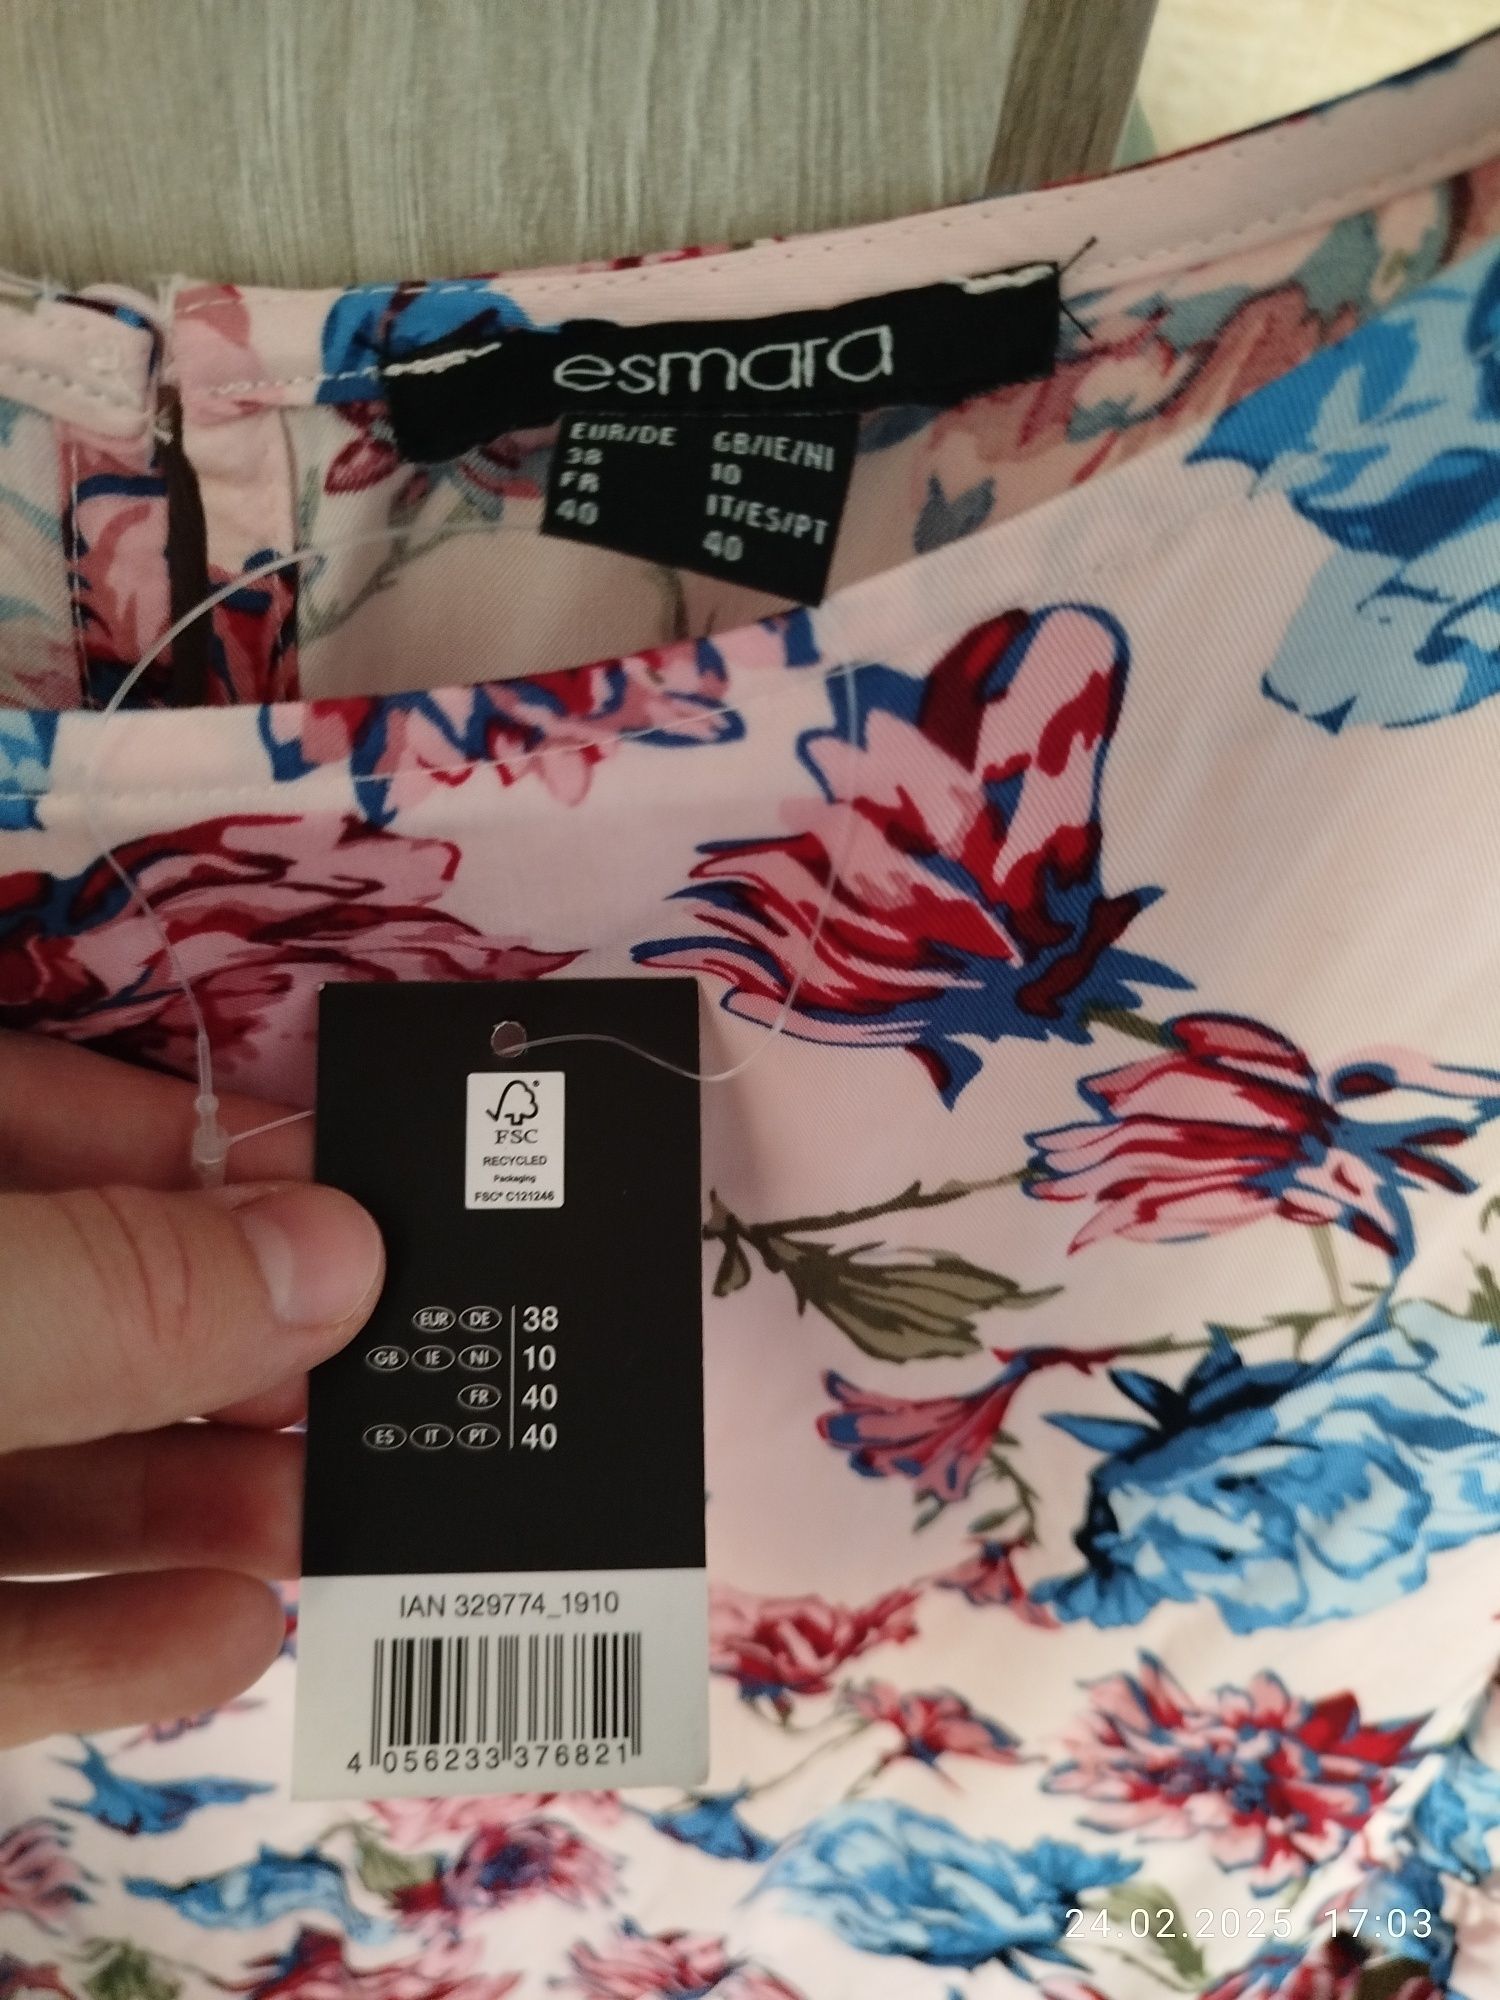 esmara
EUR/DE GB/IE/NI
38 10
FR IT/ES/PT
40 40
FSC®
RECYCLED
Packaging
FSC® C121246
EUR DE 38
GB IE NI 10
FR 40
ES IT PT 40
IAN 329774_1910
4 056233 376821
24.02.2025 17:03